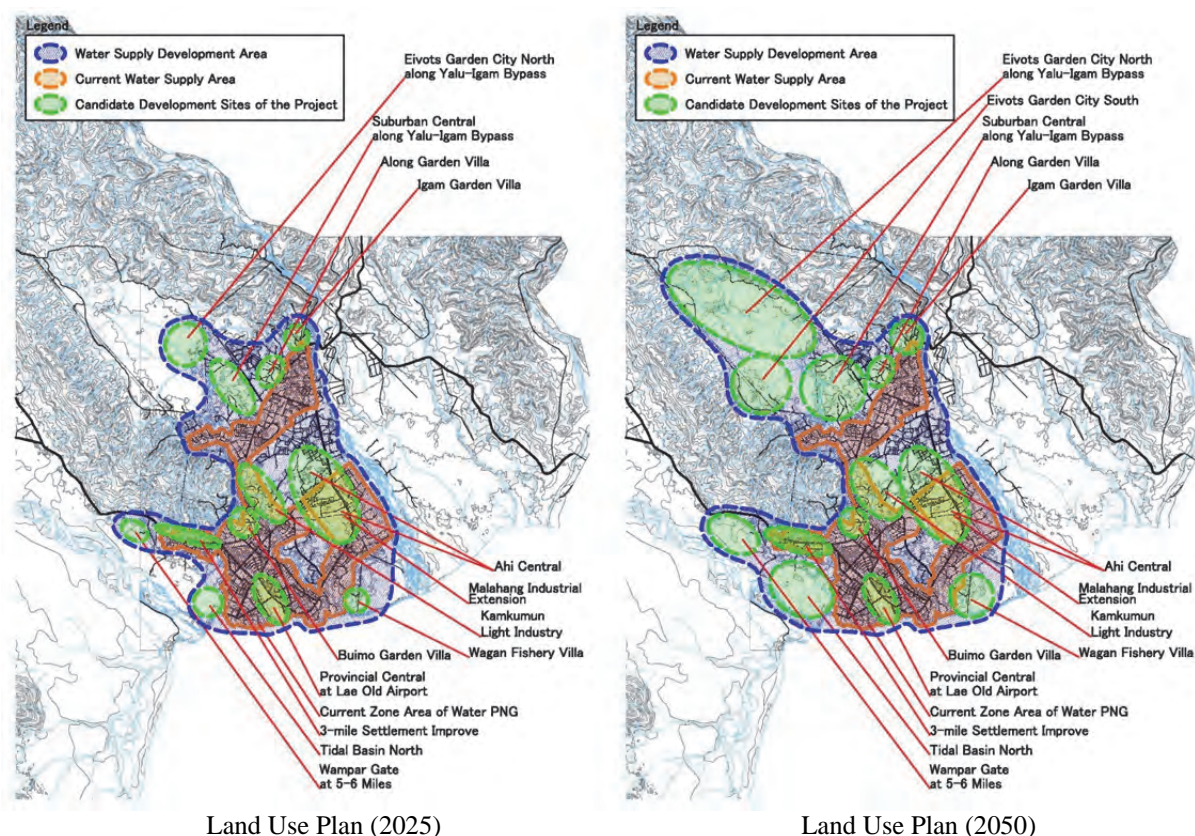 Legend
Water Supply Development Area
Current Water Supply Area
Candidate Development Sites of the Project
Eivots Garden City North
along Yalu-Igam Bypass
Suburban Central
along Yalu-Igam Bypass
Along Garden Villa
Igam Garden Villa
Ahi Central
Malahang Industrial
Extension
Kamkumun
Light Industry
Wagan Fishery Villa
Buimo Garden Villa
Provincial Central
at Lae Old Airport
Current Zone Area of Water PNG
3-mile Settlement Improve
Tidal Basin North
Wampar Gate
at 5-6 Miles
Land Use Plan (2025)
Legend
Water Supply Development Area
Current Water Supply Area
Candidate Development Sites of the Project
Eivots Garden City North
along Yalu-Igam Bypass
Eivots Garden City South
Suburban Central
along Yalu-Igam Bypass
Along Garden Villa
Igam Garden Villa
Ahi Central
Malahang Industrial
Extension
Kamkumun
Light Industry
Wagan Fishery Villa
Buimo Garden Villa
Provincial Central
at Lae Old Airport
Current Zone Area of Water PNG
3-mile Settlement Improve
Tidal Basin North
Wampar Gate
at 5-6 Miles
Land Use Plan (2050)